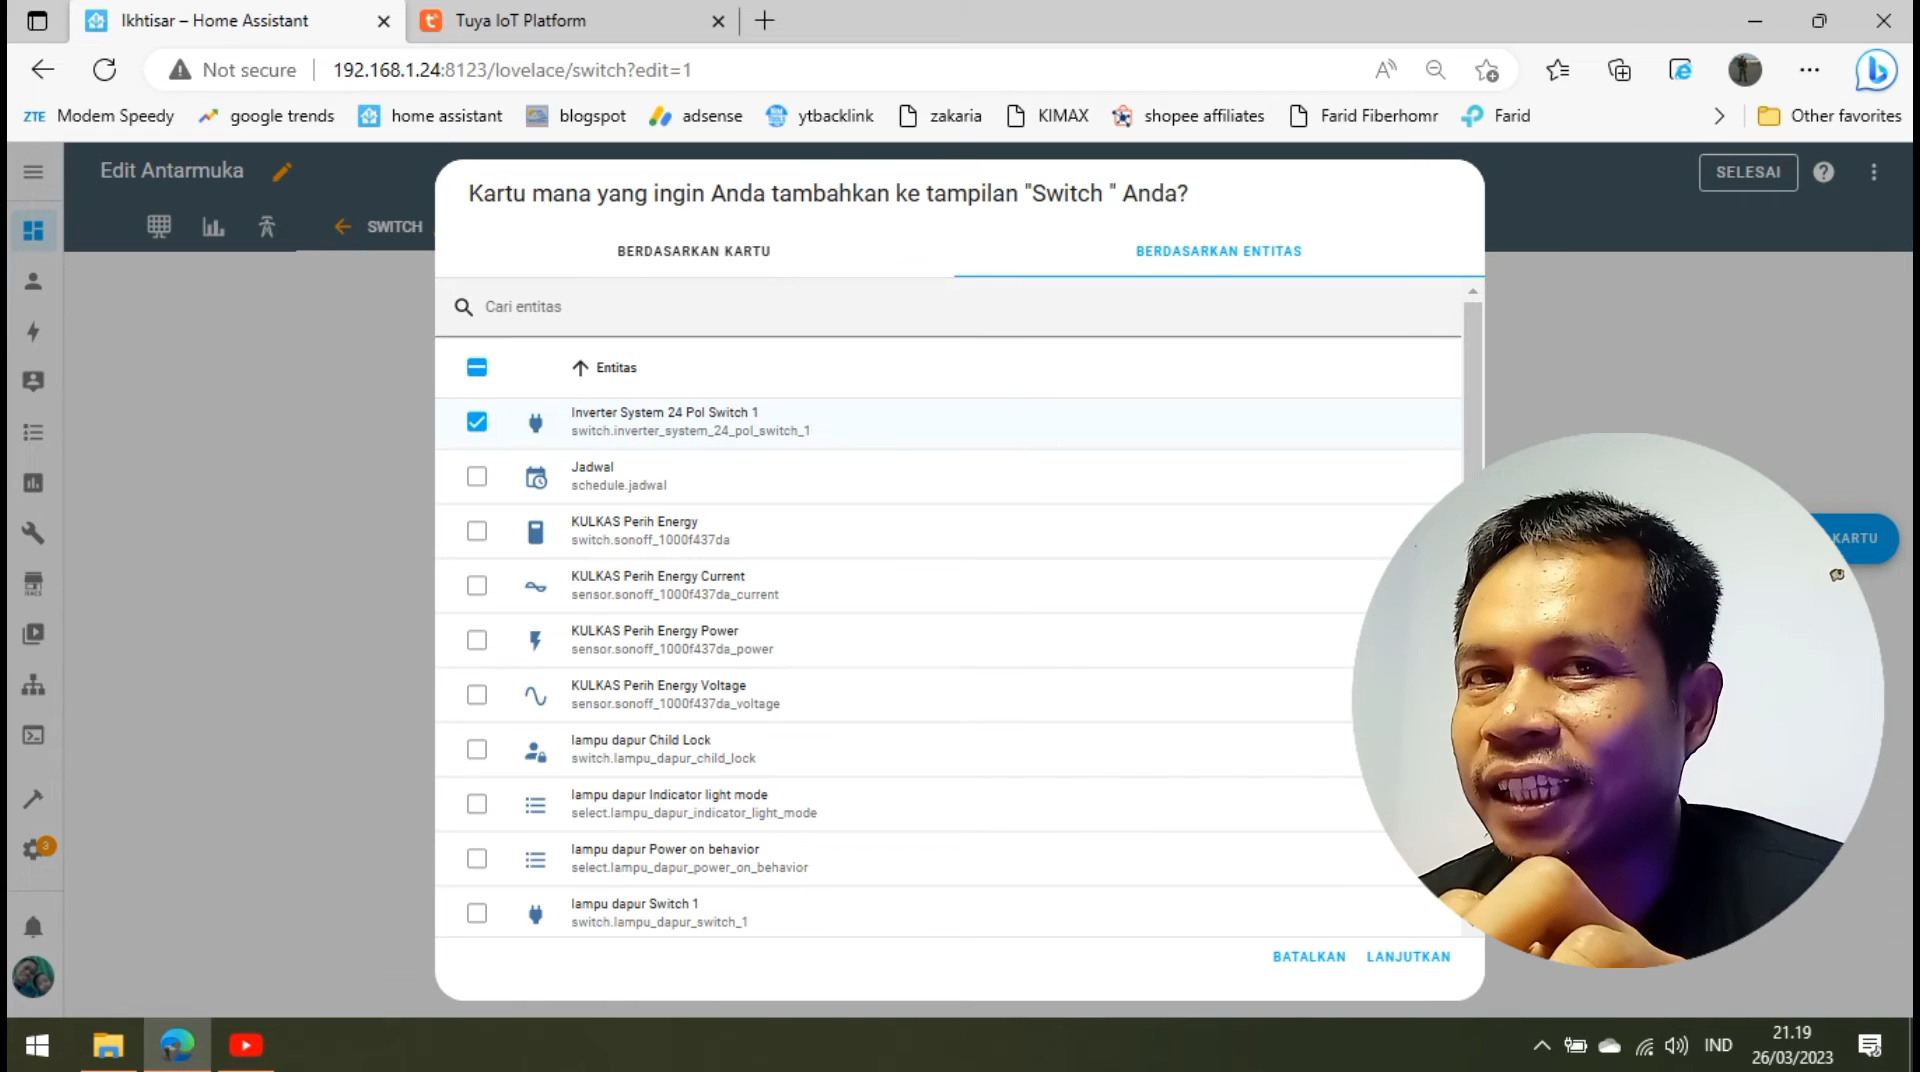 Ikhtisar – Home Assistant
Tuya IoT Platform
Not secure
192.168.1.24:8123/lovelace/switch?edit=1
ZTE Modem Speedy
google trends
home assistant
blogspot
adsense
ytbacklink
zakaria
KIMAX
shopee affiliates
Farid Fiberhomr
Farid
Other favorites
Edit Antarmuka
SELESAI
SWITCH
Kartu mana yang ingin Anda tambahkan ke tampilan "Switch " Anda?
BERDASARKAN KARTU
BERDASARKAN ENTITAS
Cari entitas
Entitas
Inverter System 24 Pol Switch 1
switch.inverter_system_24_pol_switch_1
Jadwal
schedule.jadwal
KULKAS Perih Energy
switch.sonoff_1000f437da
KULKAS Perih Energy Current
sensor.sonoff_1000f437da_current
KULKAS Perih Energy Power
sensor.sonoff_1000f437da_power
KULKAS Perih Energy Voltage
sensor.sonoff_1000f437da_voltage
lampu dapur Child Lock
switch.lampu_dapur_child_lock
lampu dapur Indicator light mode
select.lampu_dapur_indicator_light_mode
lampu dapur Power on behavior
select.lampu_dapur_power_on_behavior
lampu dapur Switch 1
switch.lampu_dapur_switch_1
BATALKAN
LANJUTKAN
KARTU
3
IND
21.19
26/03/2023